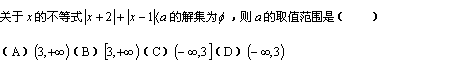 关于x的不等式|x+2|+|x-1|⟨a的解集为ϕ,则a的取值范围是( )
(A)(3,+∞)(B)[3,+∞)(C)(-∞,3](D)(-∞,3)